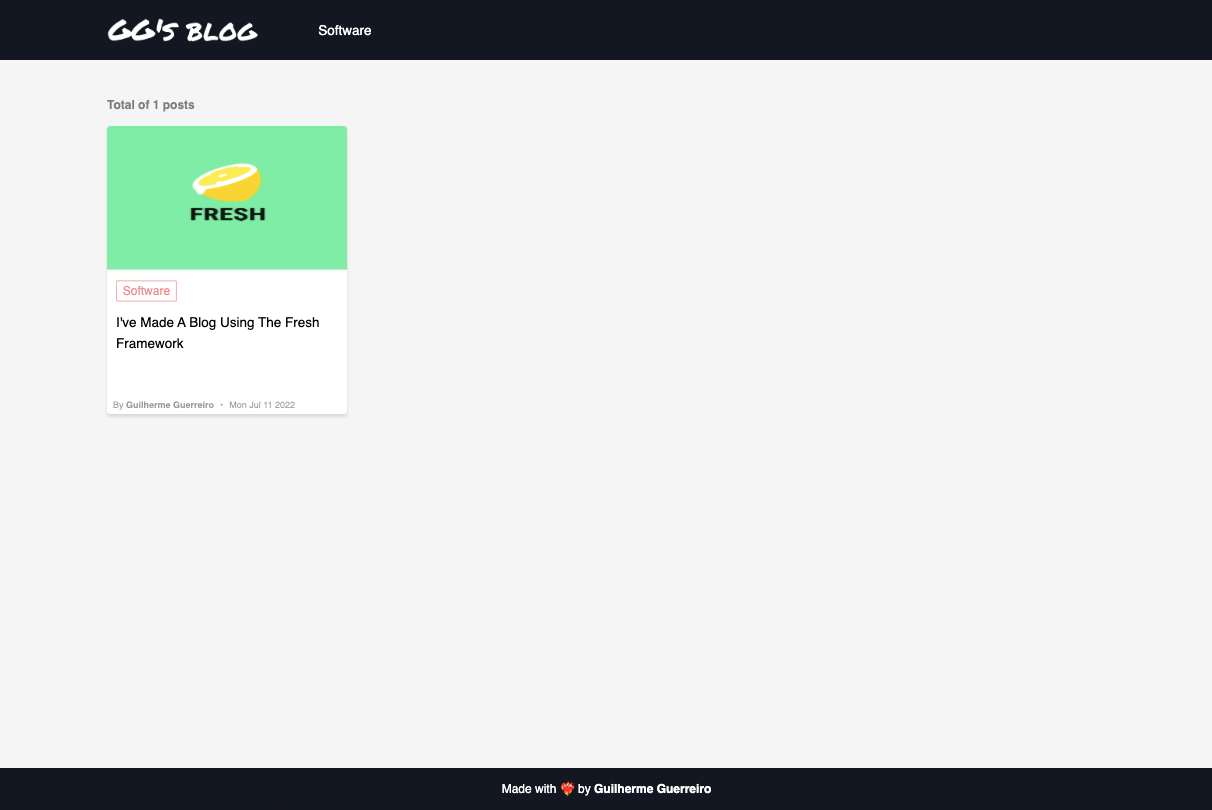 GG's blog
Software
Total of 1 posts
FRESH
Software
I've Made A Blog Using The Fresh
Framework
By Guilherme Guerreiro • Mon Jul 11 2022
Made with ❤️‍🔥 by Guilherme Guerreiro